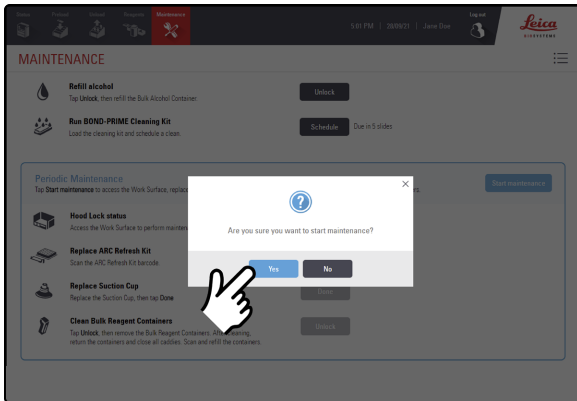 Status
Preload
Unload
Reagents
Maintenance
5:01 PM | 28/09/21 | Jane Doe
Log out
Leica
BIOSYSTEMS
MAINTENANCE
Refill alcohol
Tap Unlock, then refill the Bulk Alcohol Container.
Unlock
Run BOND-PRIME Cleaning Kit
Load the cleaning kit and schedule a clean.
Schedule
Due in 5 slides
Periodic Maintenance
Tap Start maintenance to access the Work Surface, replace
Start maintenance
Hood Lock status
Access the Work Surface to perform
Replace ARC Refresh Kit
Scan the ARC Refresh Kit barcode.
Replace Suction Cup
Replace the Suction Cup, then tap Done
Done
Clean Bulk Reagent Containers
Tap Unlock, then remove the Bulk Reagent Containers. After cleaning,
return the containers and close all caddies. Scan and refill the containers.
Unlock
Are you sure you want to start maintenance?
Yes
No